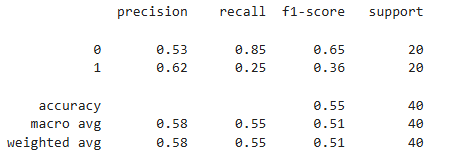 precision recall f1-score support
0 0.53 0.85 0.65 20
1 0.62 0.25 0.36 20
accuracy 0.55 40
macro avg 0.58 0.55 0.51 40
weighted avg 0.58 0.55 0.51 40